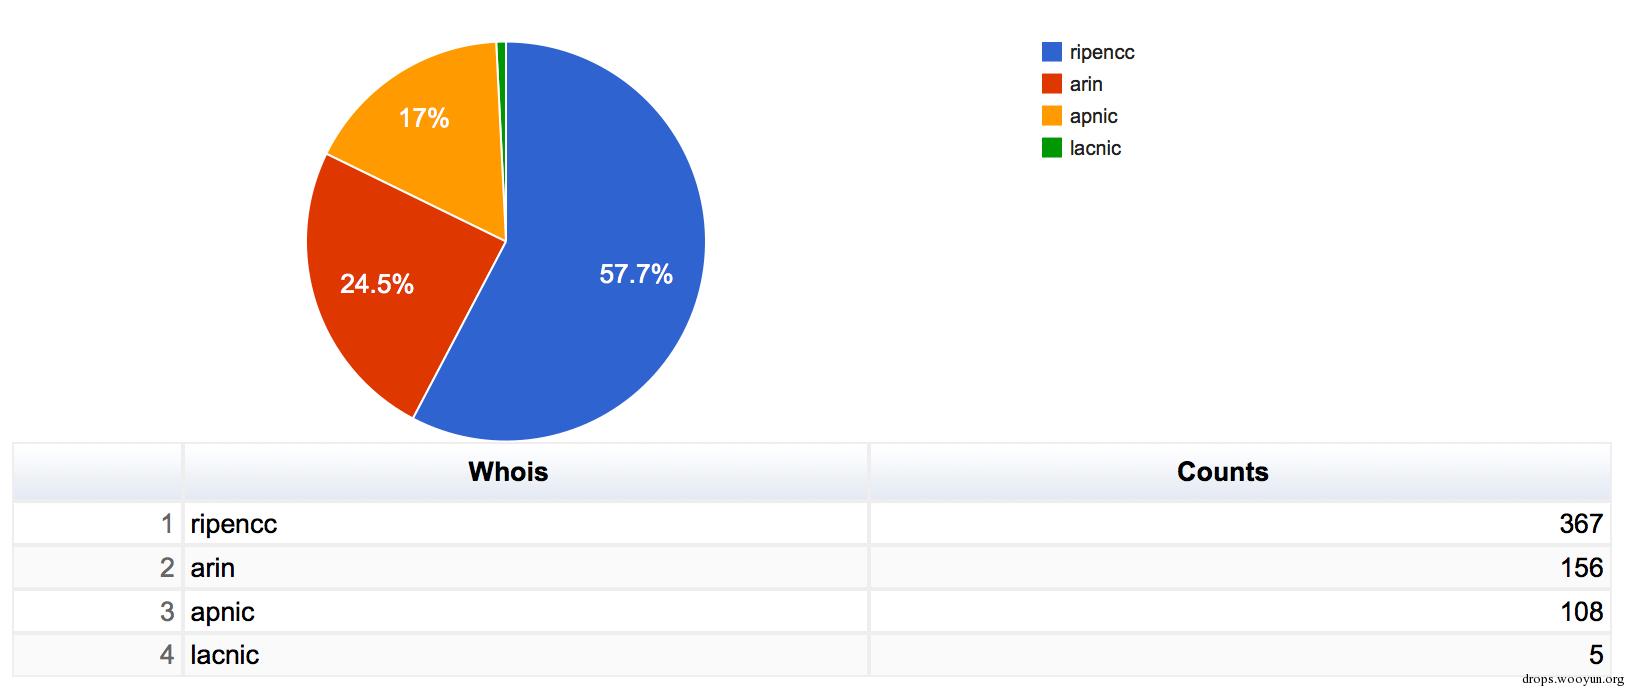 ripencc
arin
apnic
lacnic
17%
24.5%
57.7%
Whois Counts
1 ripencc 367
2 arin 156
3 apnic 108
4 lacnic 5
drops.wooyun.org